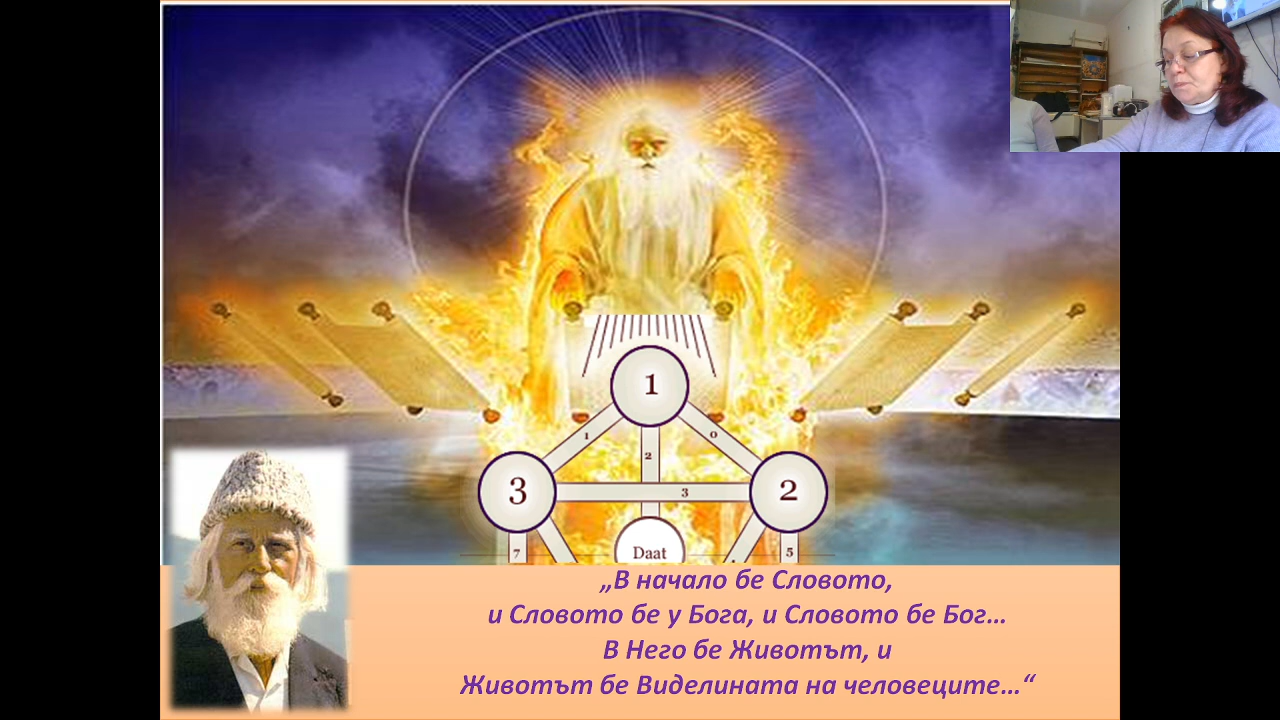 1
1
0
2
3
3
2
Daat
7
5
„В начало бе Словото,
и Словото бе у Бога, и Словото бе Бог...
В Него бе Животът, и
Животът бе Виделината на человеците...“